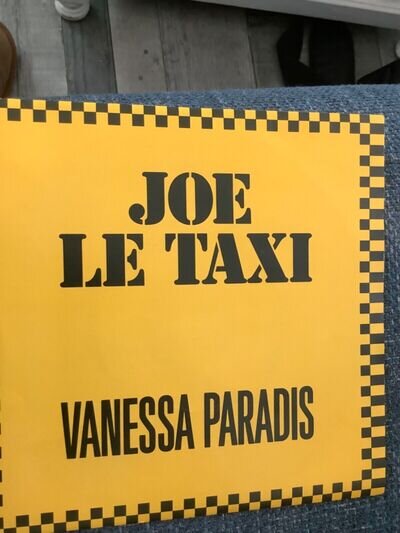 JOE
LE TAXI
VANESSA PARADIS